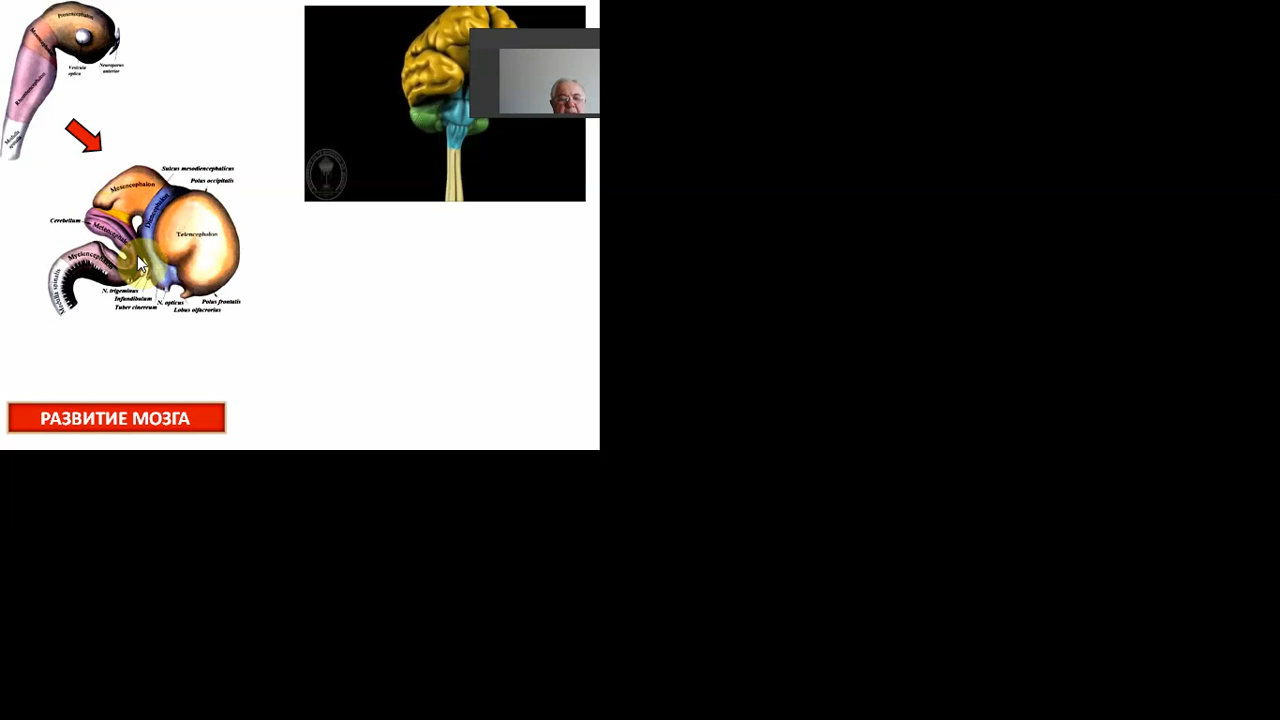 Prosencephalon
Mesencephalon
Rhombencephalon
Medulla
spinalis
Vesicula
optica
Neuroporus
anterior
Sulcus mesodiencephalicus
Polus occipitalis
Mesencephalon
Diencephalon
Cerebellum
Metencephalon
Telencephalon
Myelencephalon
Medulla spinalis
N. trigeminus
Infundibulum
Tuber cinereum
N. opticus
Polus frontalis
Lobus olfactorius
РАЗВИТИЕ МОЗГА